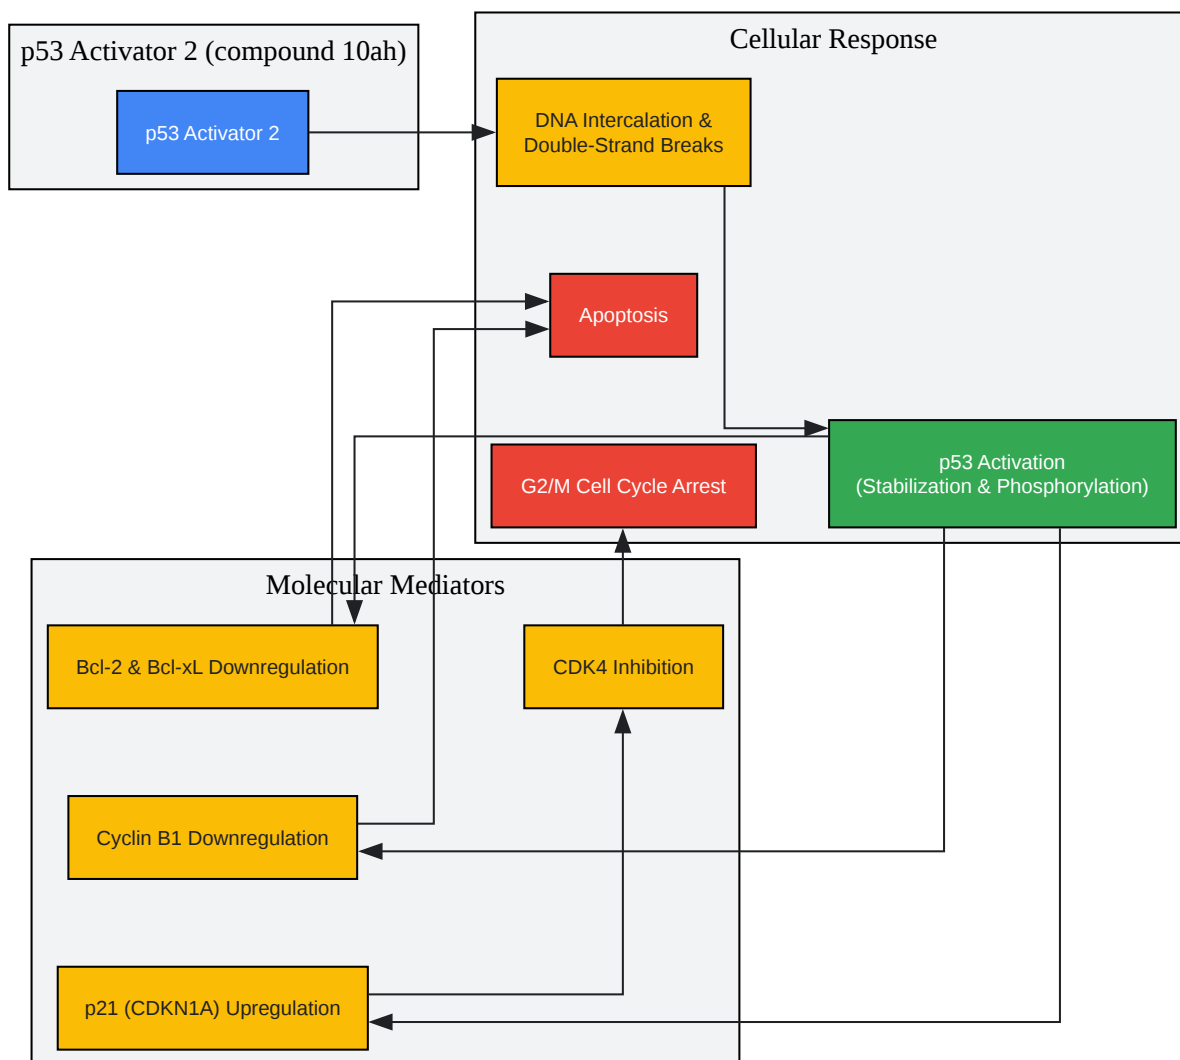 p53 Activator 2 (compound 10ah)
p53 Activator 2
Cellular Response
DNA Intercalation &
Double-Strand Breaks
Apoptosis
G2/M Cell Cycle Arrest
p53 Activation
(Stabilization & Phosphorylation)
Molecular Mediators
Bcl-2 & Bcl-xL Downregulation
CDK4 Inhibition
Cyclin B1 Downregulation
p21 (CDKN1A) Upregulation